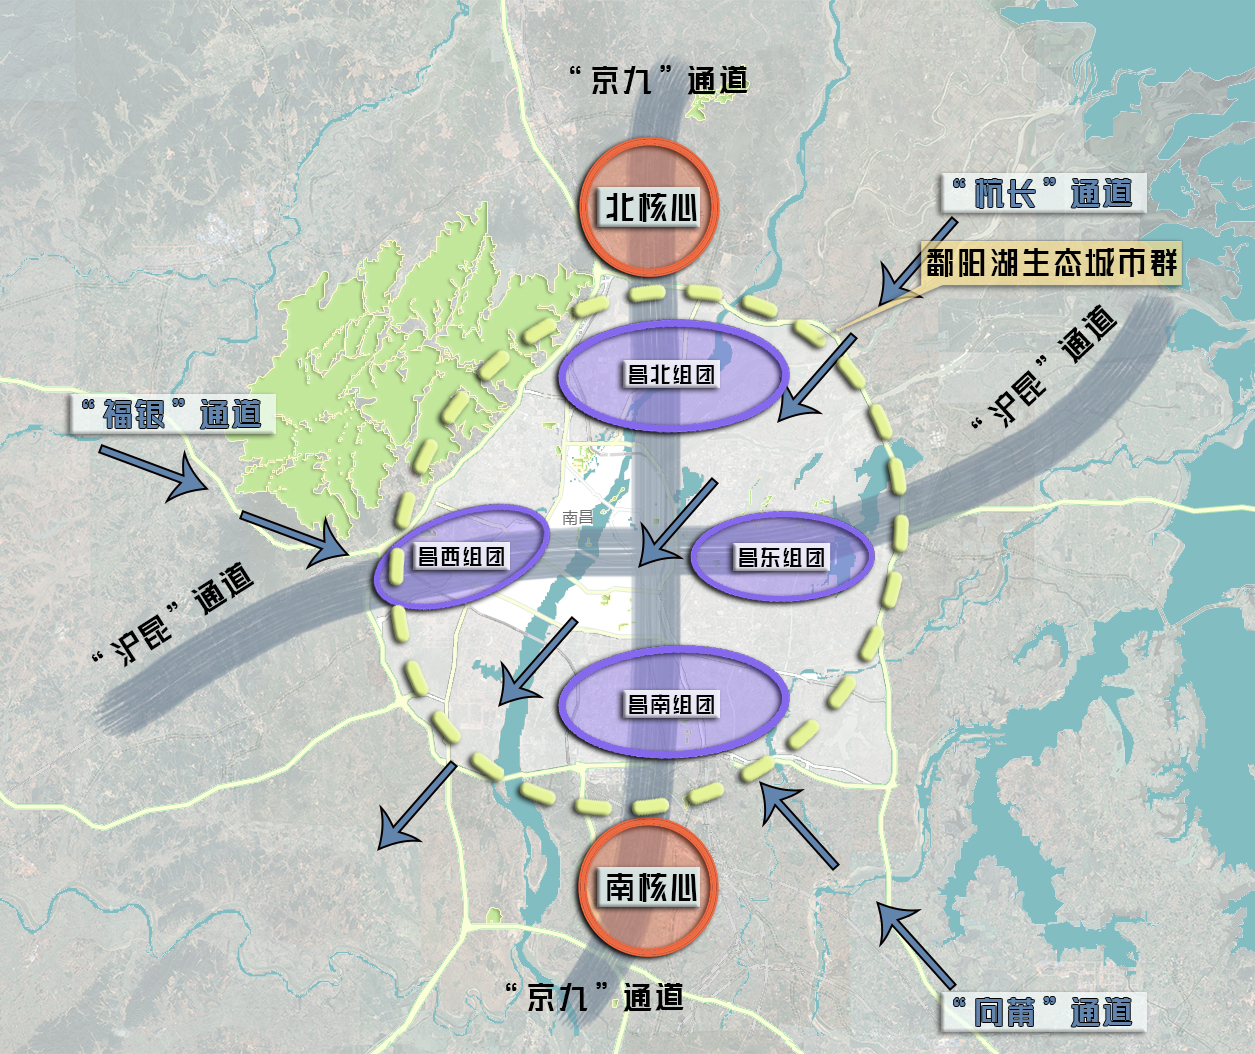 “京九”通道
北核心
“杭长”通道
鄱阳湖生态城市群
“沪昆”通道
昌北组团
“福银”通道
南昌
昌西组团
昌东组团
“沪昆”通道
昌南组团
南核心
“京九”通道
“向莆”通道